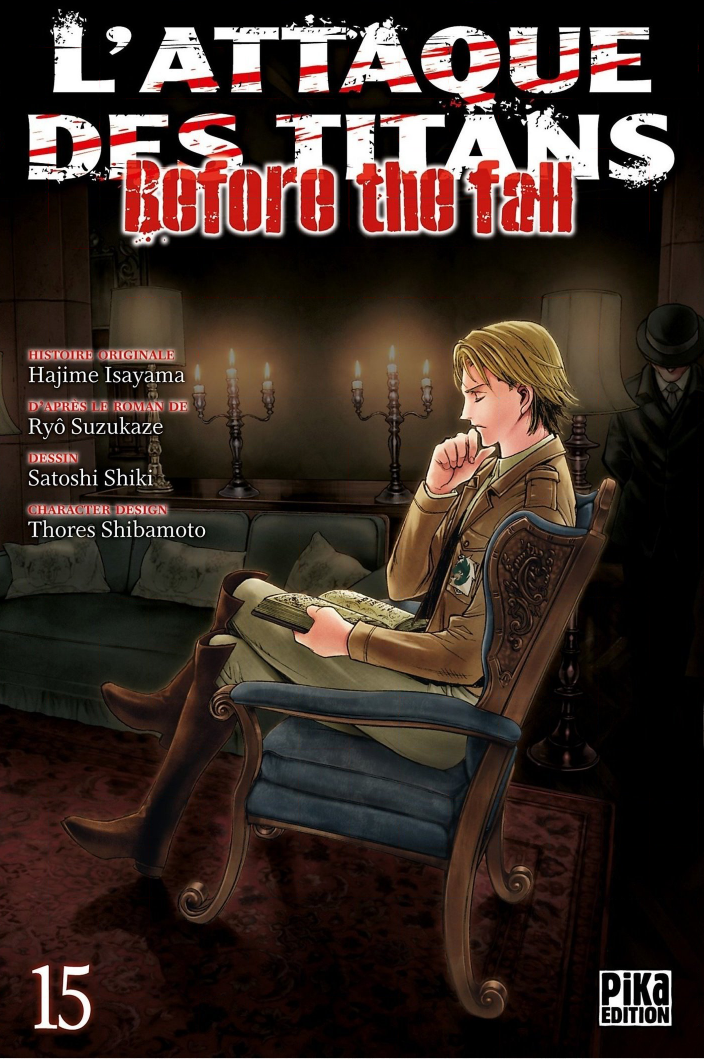 L'ATTAQUE
DES TITANS
Before the fall
HISTOIRE ORIGINALE
Hajime Isayama
D'APRÈS LE ROMAN DE
Ryô Suzukaze
DESSIN
Satoshi Shiki
CHARACTER DESIGN
Thores Shibamoto
15
PiKa
EDITION